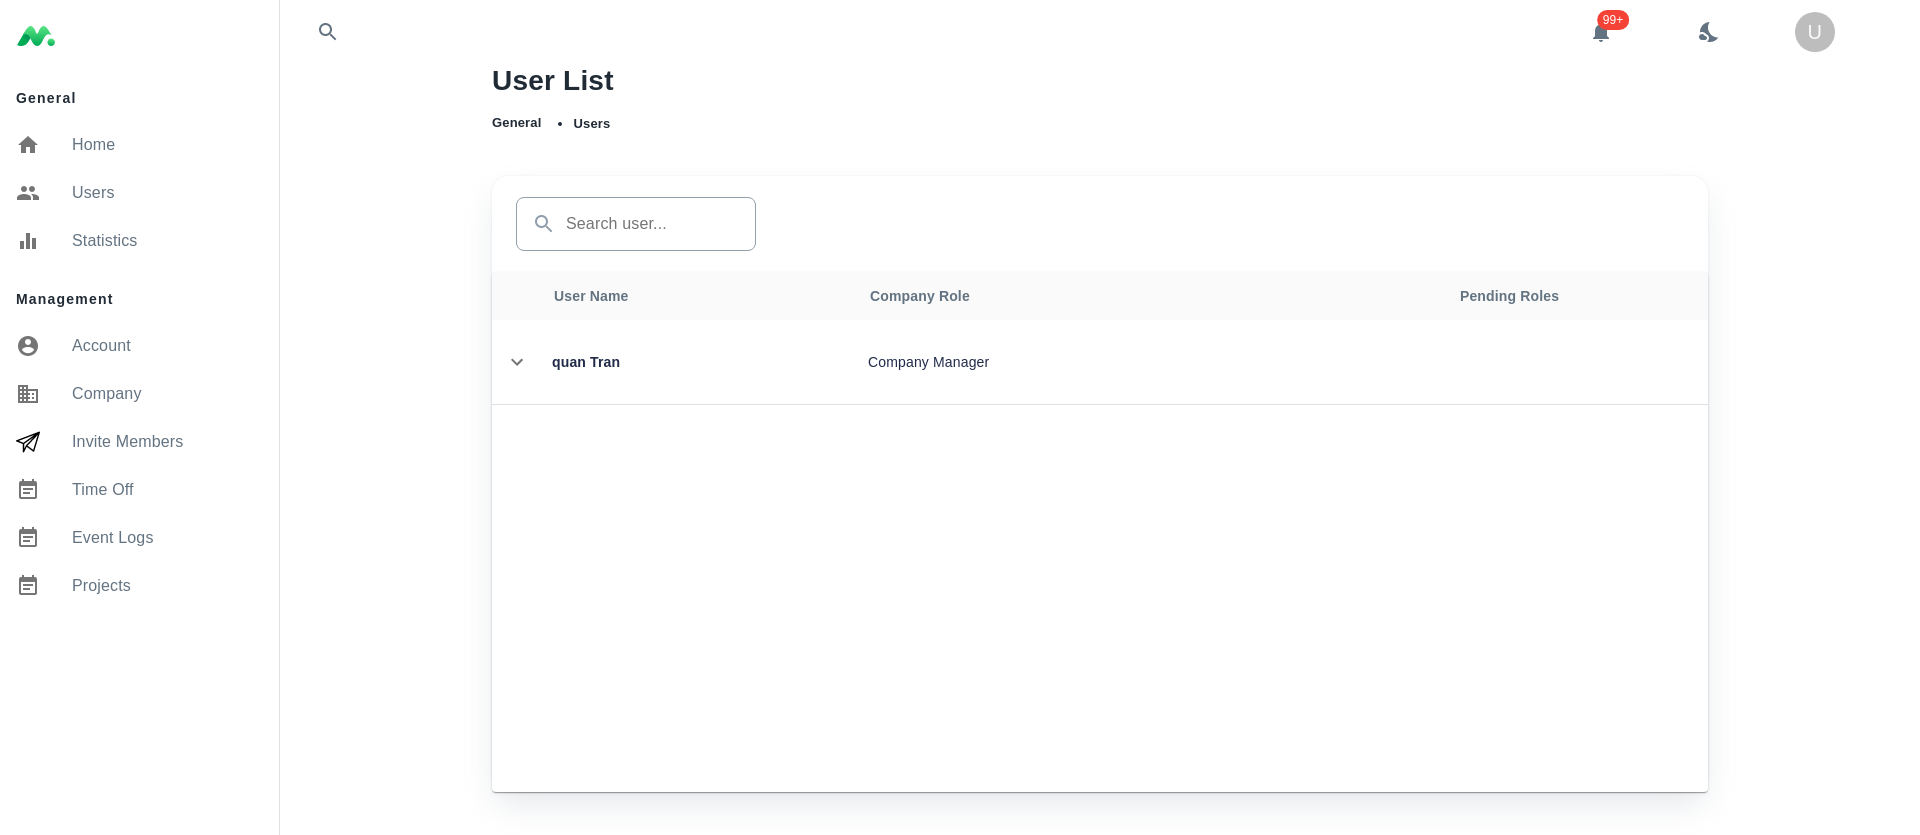 General
Home
Users
Statistics
Management
Account
Company
Invite Members
Time Off
Event Logs
Projects
99+
U
User List
General • Users
Search user...
User Name Company Role Pending Roles
quan Tran Company Manager